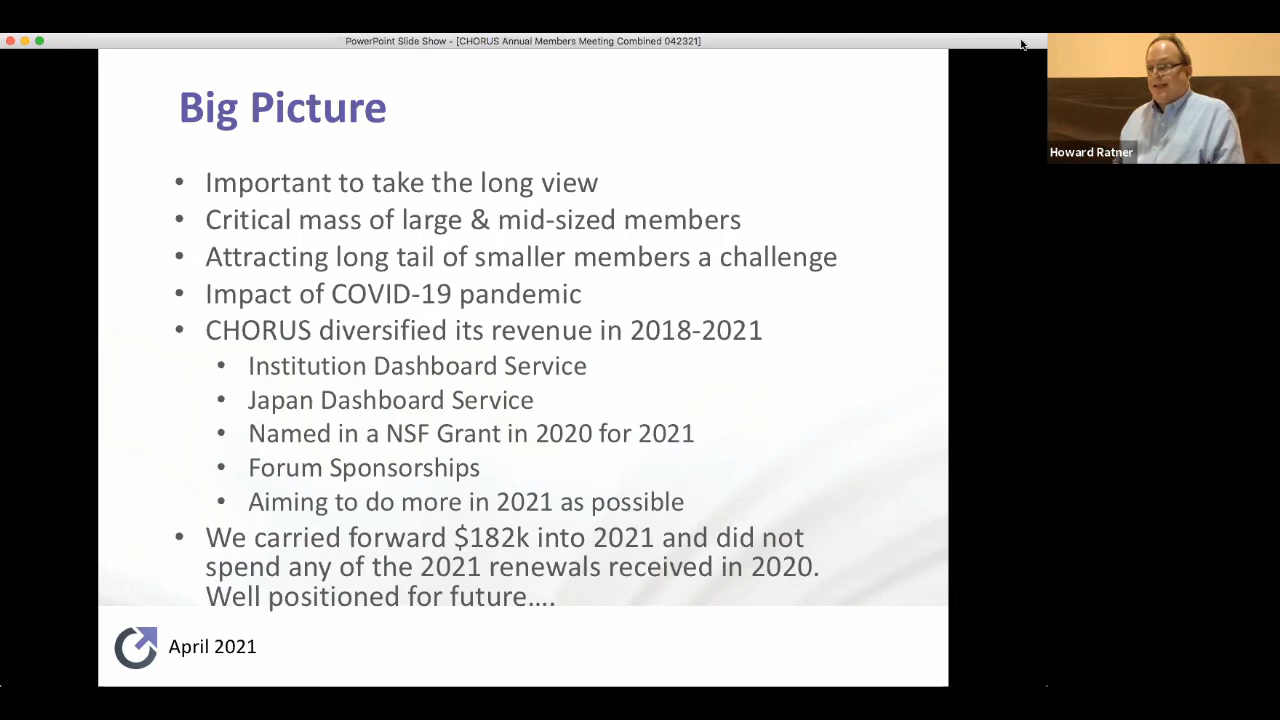 PowerPoint Slide Show - [CHORUS Annual Members Meeting Combined 042321]
Big Picture
• Important to take the long view
• Critical mass of large & mid-sized members
• Attracting long tail of smaller members a challenge
• Impact of COVID-19 pandemic
• CHORUS diversified its revenue in 2018-2021
• Institution Dashboard Service
• Japan Dashboard Service
• Named in a NSF Grant in 2020 for 2021
• Forum Sponsorships
• Aiming to do more in 2021 as possible
• We carried forward $182k into 2021 and did not
spend any of the 2021 renewals received in 2020.
Well positioned for future....
April 2021
Howard Ratner